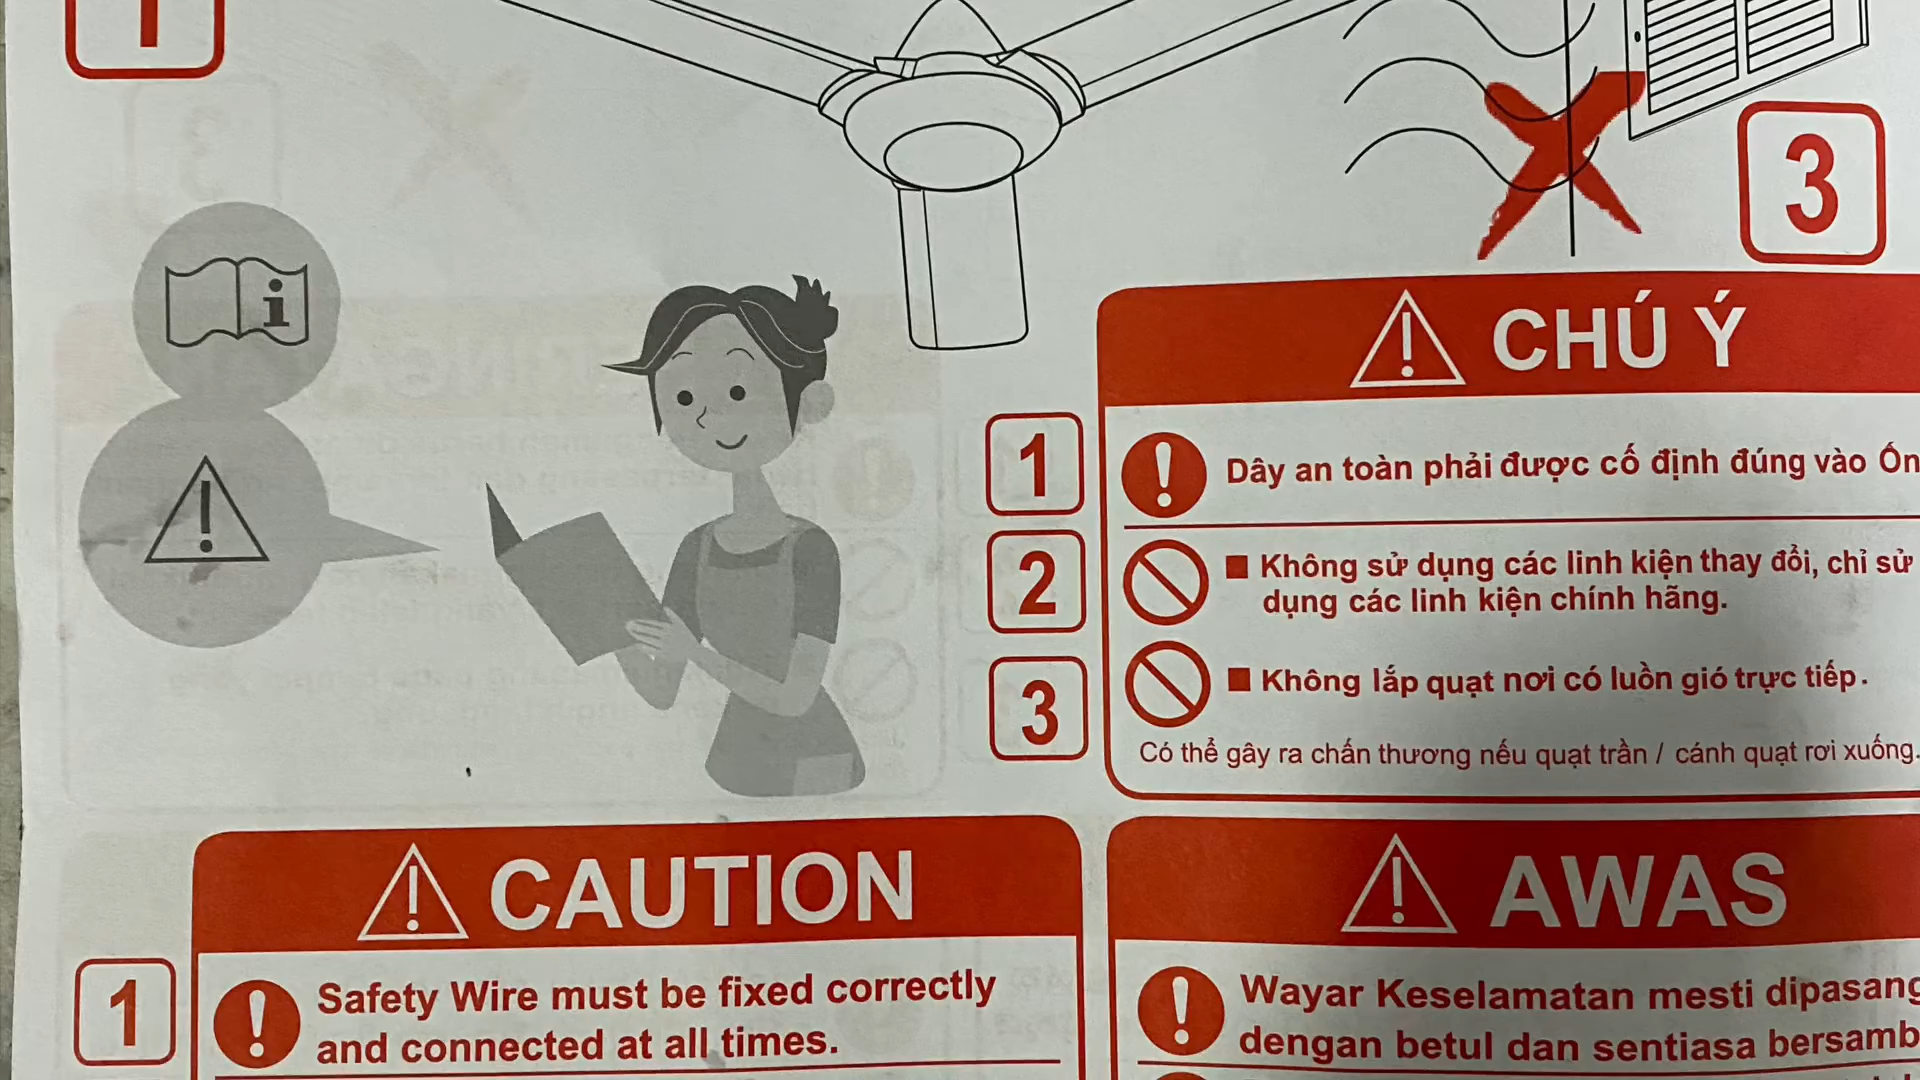 1
3
i
CHÚ Ý
1
Dây an toàn phải được cố định đúng vào
2
■ Không sử dụng các linh kiện thay đổi, chỉ sử
dụng các linh kiện chính hãng.
3
■ Không lắp quạt nơi có luồn gió trực tiếp.
Có thể gây ra chấn thương nếu quạt trần / cánh quạt rơi xuống.
CAUTION
1
Safety Wire must be fixed correctly
and connected at all times.
AWAS
Wayar Keselamatan mesti dipasang
dengan betul dan sentiasa